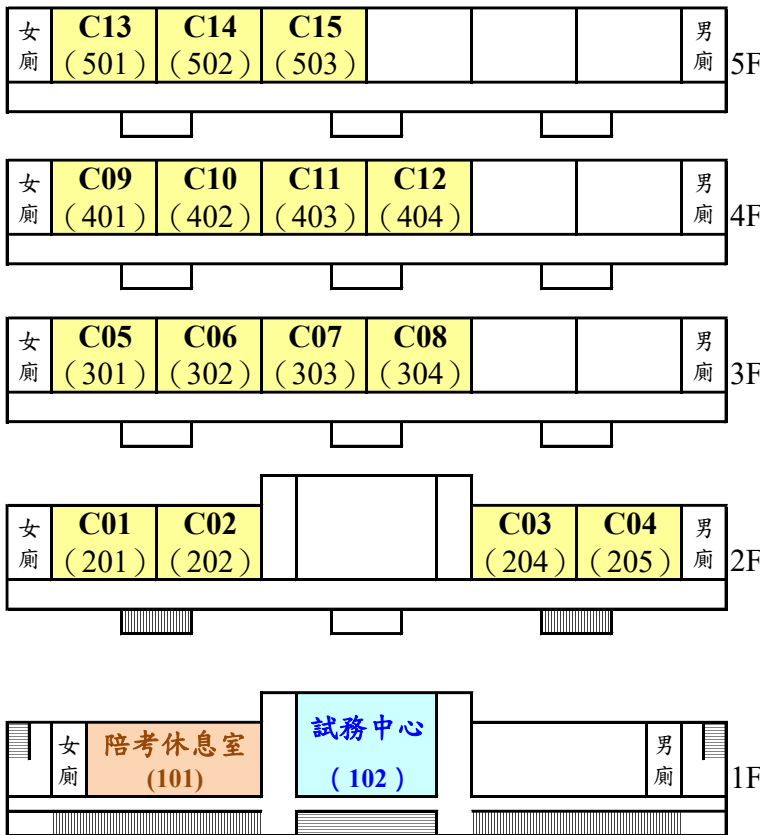 女廁 C13 C14 C15 男廁
（501） （502） （503） 5F
女廁 C09 C10 C11 C12 男廁
（401） （402） （403） （404） 4F
女廁 C05 C06 C07 C08 男廁
（301） （302） （303） （304） 3F
女廁 C01 C02 C03 C04 男廁
（201） （202） （204） （205） 2F
女廁 陪考休息室 試務中心 男廁
(101) （102） 1F